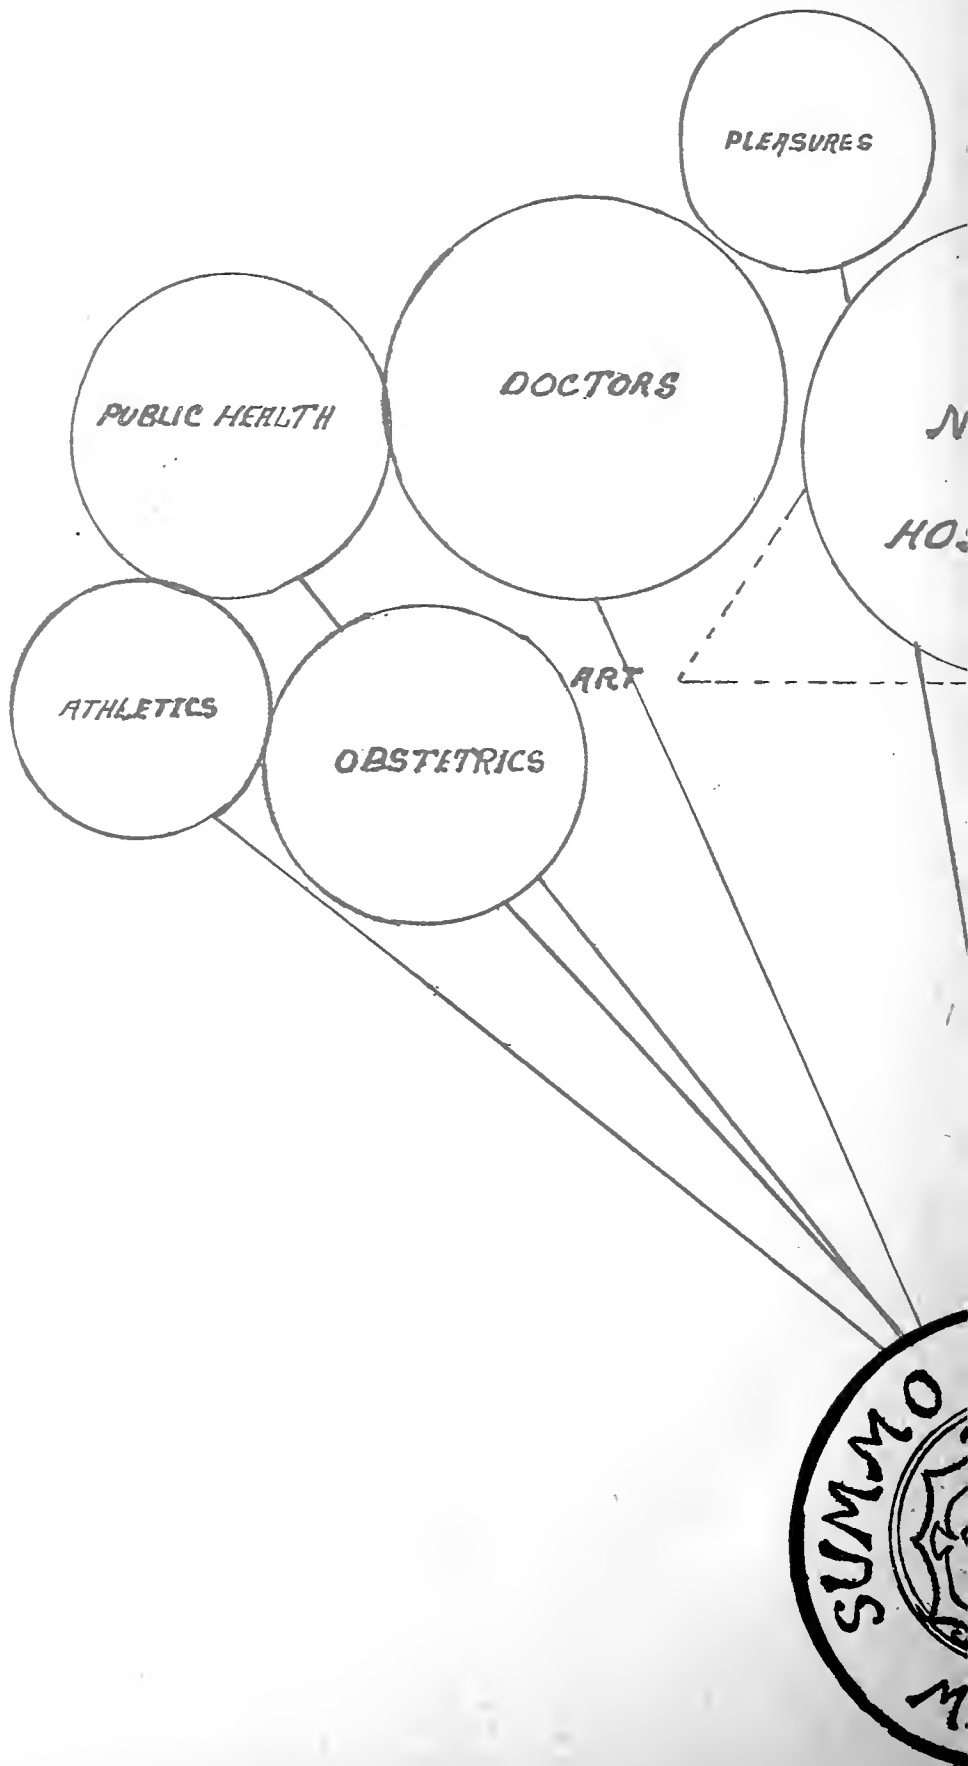 PLEASURES
DOCTORS
PUBLIC HEALTH
ART
ATHLETICS
OBSTETRICS
SUMMO